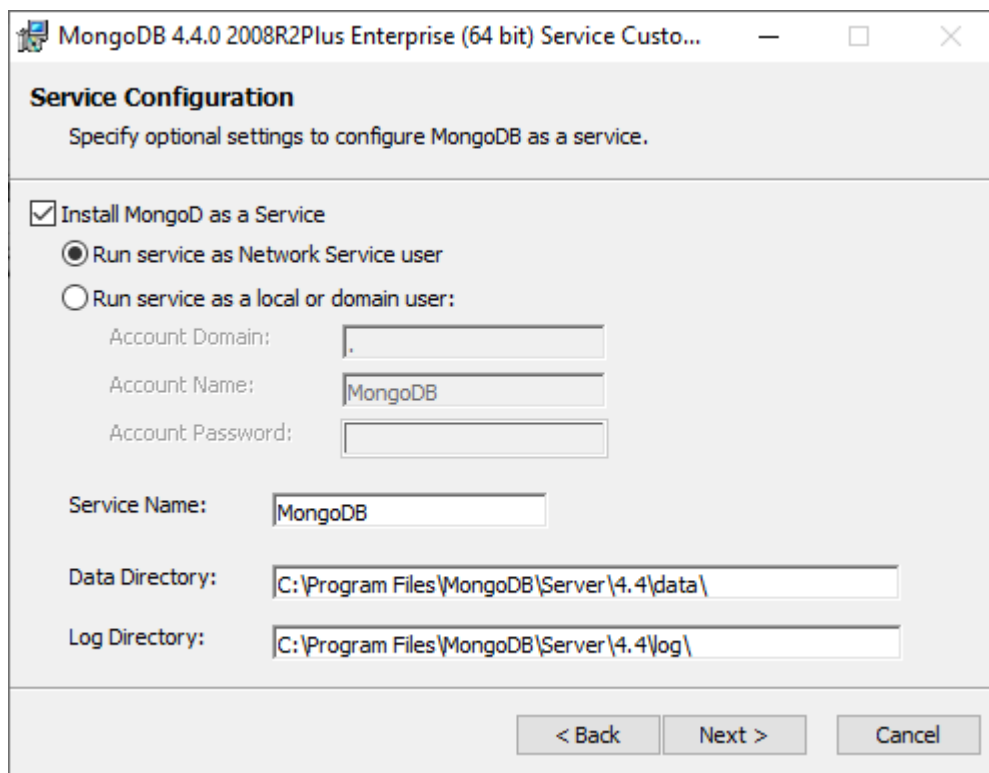 MongoDB 4.4.0 2008R2Plus Enterprise (64 bit) Service Custo...
Service Configuration
Specify optional settings to configure MongoDB as a service.
Install MongoD as a Service
Run service as Network Service user
Run service as a local or domain user:
Account Domain: .
Account Name: MongoDB
Account Password:
Service Name: MongoDB
Data Directory: C:\Program Files\MongoDB\Server\4.4\data\
Log Directory: C:\Program Files\MongoDB\Server\4.4\log\
< Back Next > Cancel